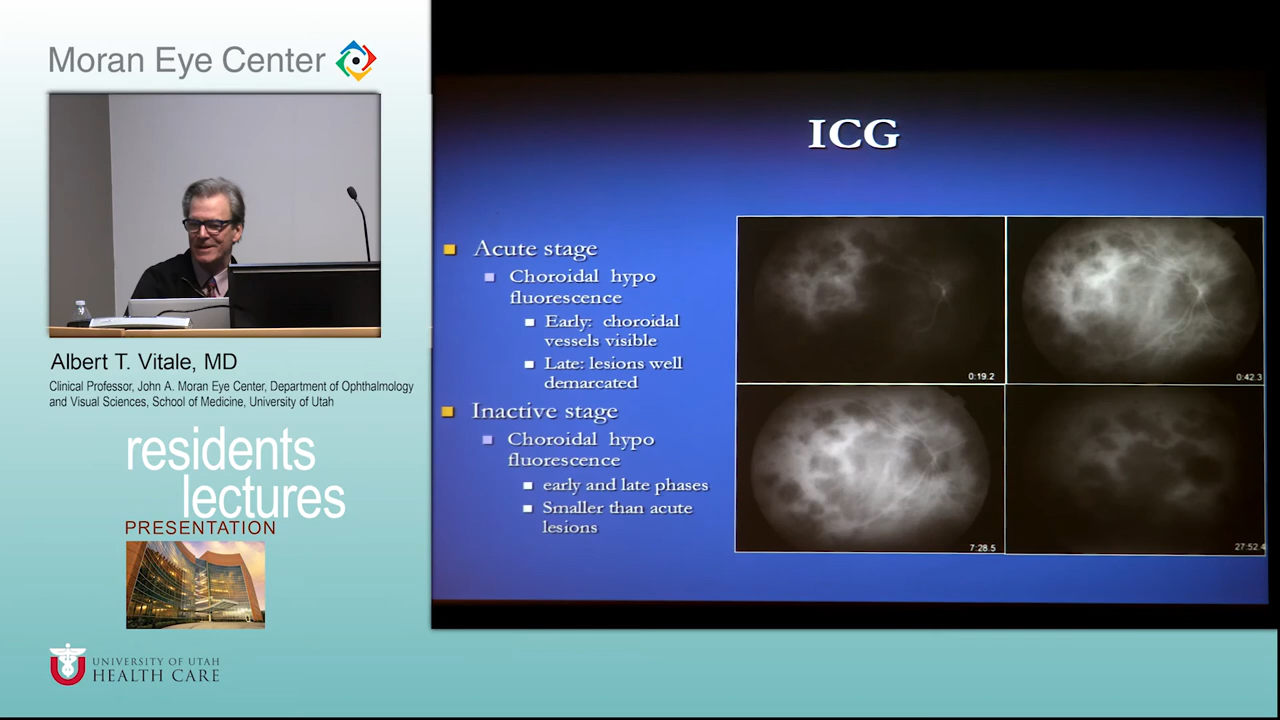 Moran Eye Center
Albert T. Vitale, MD
Clinical Professor, John A. Moran Eye Center, Department of Ophthalmology
and Visual Sciences, School of Medicine, University of Utah
residents
lectures
PRESENTATION
UNIVERSITY OF UTAH
HEALTH CARE
ICG
Acute stage
Choroidal hypo
fluorescence
Early: choroidal
vessels visible
Late: lesions well
demarcated
Inactive stage
Choroidal hypo
fluorescence
early and late phases
Smaller than acute
lesions
0:19.2
0:42.3
7:28.5
27:52.4